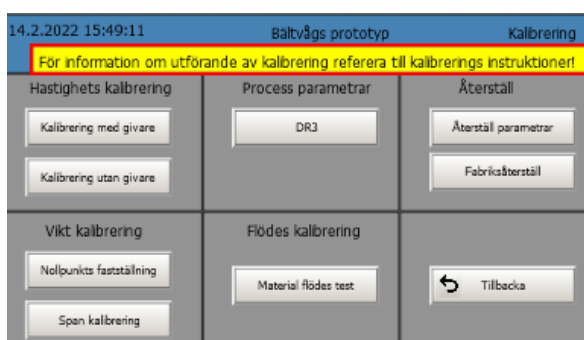 14.2.2022 15:49:11 Bältvågs prototyp Kalibrering
För information om utförande av kalibrering referera till kalibrerings instruktioner!
Hastighets kalibrering Process parametrar Återställ
Kalibrering med givare DR3 Återställ parametrar
Kalibrering utan givare Fabriksåterställ
Vikt kalibrering Flödes kalibrering
Nollpunkts fastställning Material flödes test Tillbacka
Span kalibrering